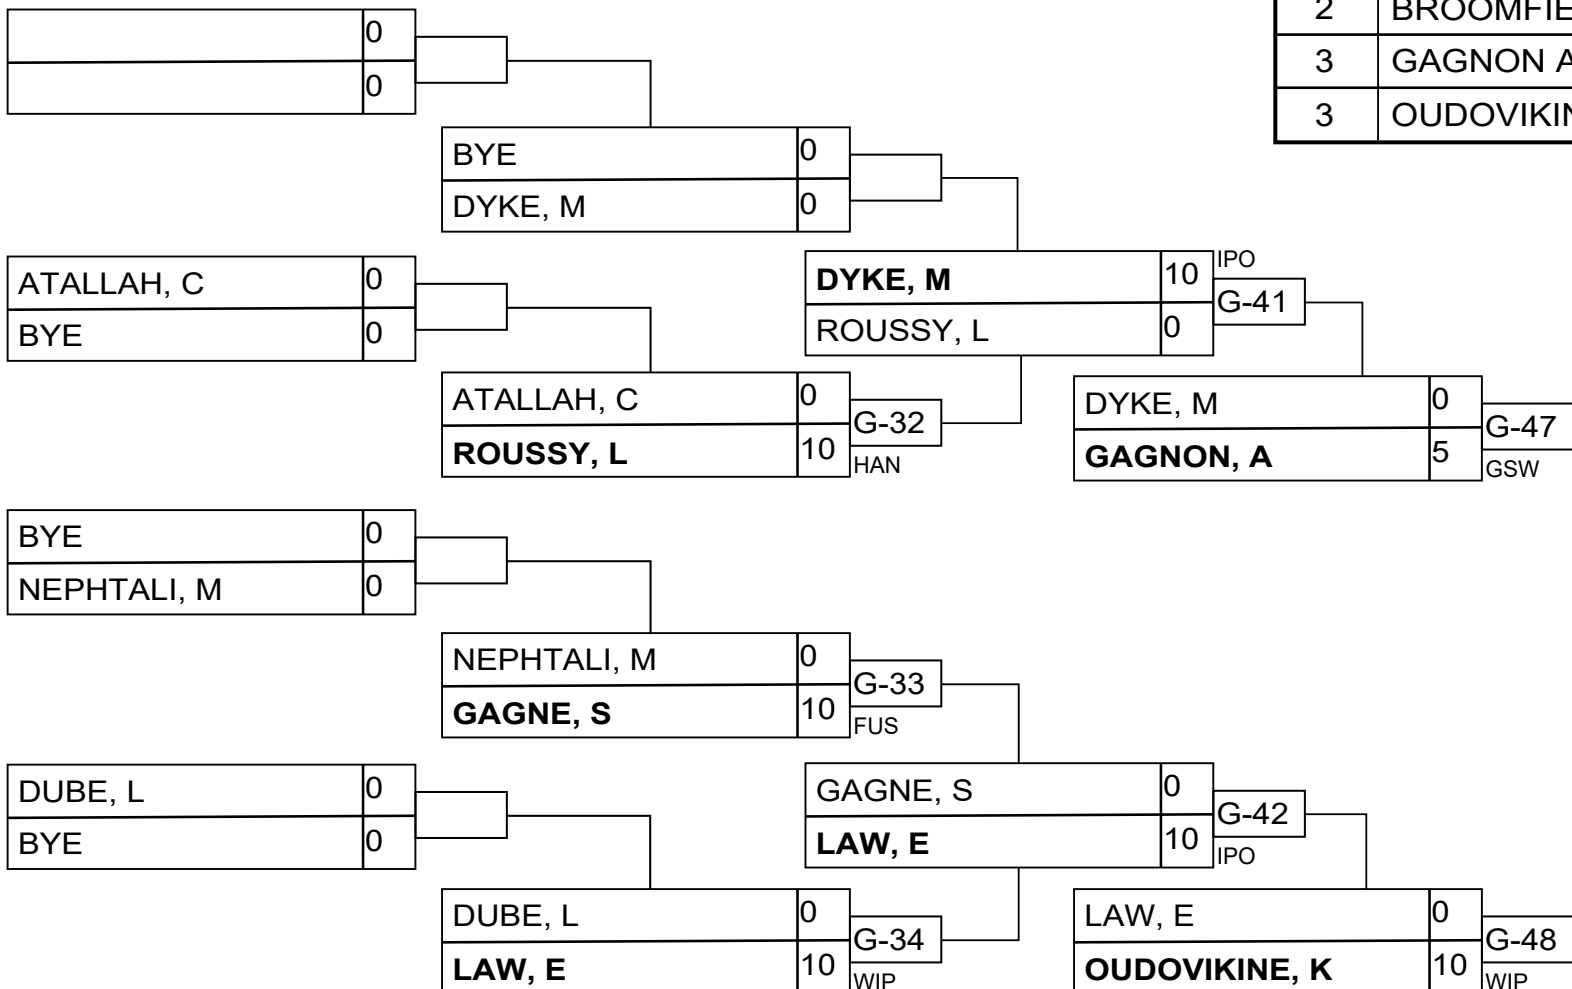 0
0
2 BROOMFIE
3 GAGNON A
3 OUDOVIKIN
BYE 0
DYKE, M 0
ATALLAH, C 0
BYE 0
DYKE, M 10 IPO
G-41
ROUSSY, L 0
ATALLAH, C 0
G-32
ROUSSY, L 10 HAN
DYKE, M 0
G-47
GAGNON, A 5 GSW
BYE 0
NEPHTALI, M 0
NEPHTALI, M 0
G-33
GAGNE, S 10 FUS
DUBE, L 0
BYE 0
GAGNE, S 0
G-42
LAW, E 10 IPO
DUBE, L 0
G-34
LAW, E 10 WIP
LAW, E 0
G-48
OUDOVIKINE, K 10 WIP